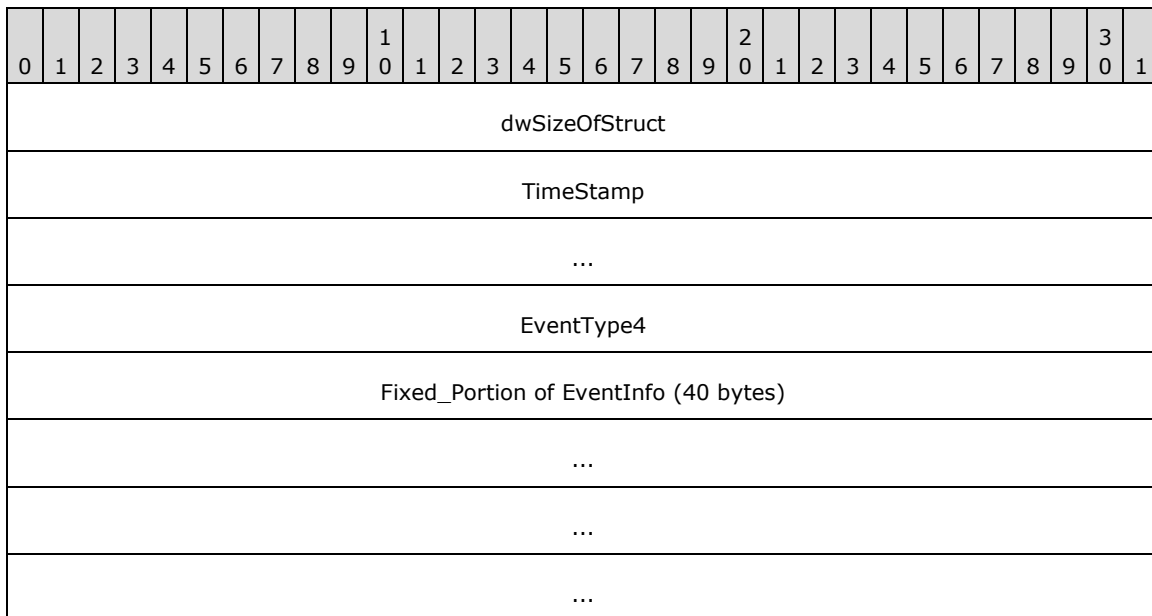 1 2 3
0 1 2 3 4 5 6 7 8 9 0 1 2 3 4 5 6 7 8 9 0 1 2 3 4 5 6 7 8 9 0 1
dwSizeOfStruct
TimeStamp
...
EventType4
Fixed_Portion of EventInfo (40 bytes)
...
...
...